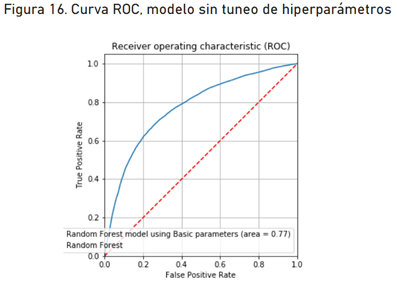 Figura 16. Curva ROC, modelo sin tuneo de hiperparámetros
Receiver operating characteristic (ROC)
1.0
0.8
0.6
0.4
0.2
0.0
True Positive Rate
Random Forest model using Basic parameters (area = 0.77)
Random Forest
0.0 0.2 0.4 0.6 0.8 1.0
False Positive Rate